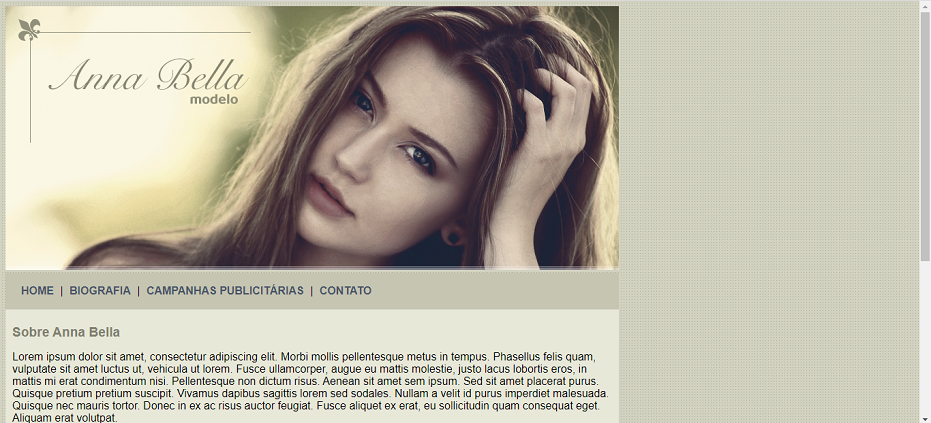 Anna Bella
modelo
HOME | BIOGRAFIA | CAMPANHAS PUBLICITÁRIAS | CONTATO
Sobre Anna Bella
Lorem ipsum dolor sit amet, consectetur adipiscing elit. Morbi mollis pellentesque metus in tempus. Phasellus felis quam,
vulputate sit amet luctus ut, vehicula ut lorem. Fusce ullamcorper, augue eu mattis molestie, justo lacus lobortis eros, in
mattis mi erat condimentum nisi. Pellentesque non dictum risus. Aenean sit amet sem ipsum. Sed sit amet placerat purus.
Quisque pretium pretium suscipit. Vivamus dapibus sagittis lorem sed sodales. Nullam a velit id purus imperdiet malesuada.
Quisque nec mauris tortor. Donec in ex ac risus auctor feugiat. Fusce aliquet ex erat, eu sollicitudin quam consequat eget.
Aliquam erat volutpat.